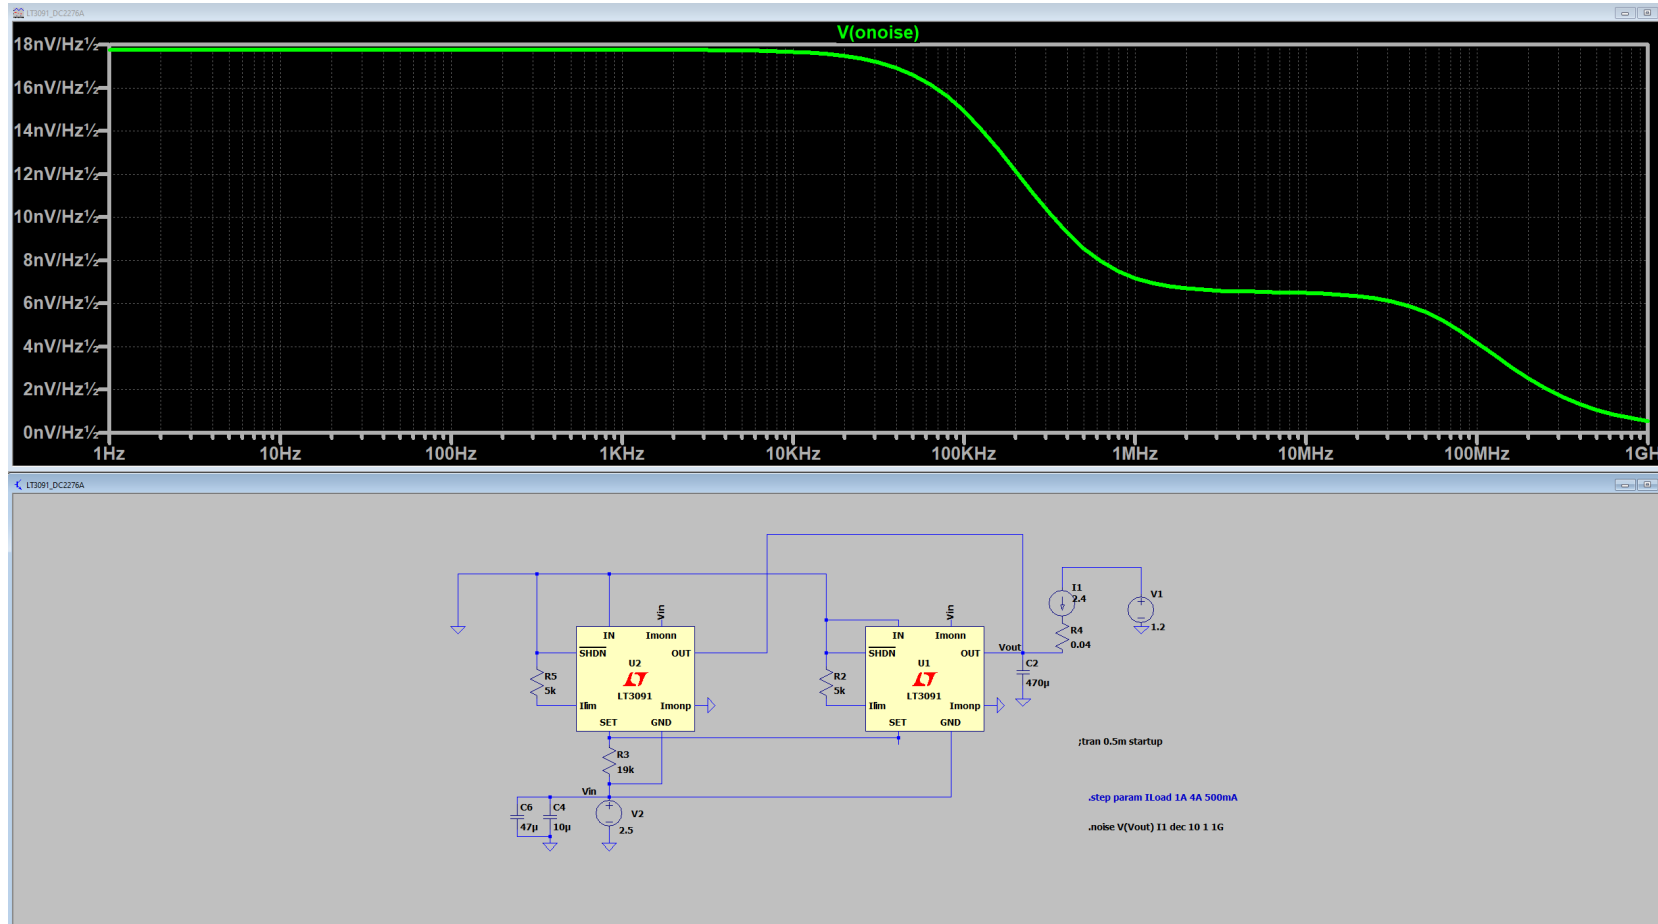 LT3091_DC2276A
V(onoise)
18nV/Hz½
16nV/Hz½
14nV/Hz½
12nV/Hz½
10nV/Hz½
8nV/Hz½
6nV/Hz½
4nV/Hz½
2nV/Hz½
0nV/Hz½
1Hz 10Hz 100Hz 1KHz 10KHz 100KHz 1MHz 10MHz 100MHz 1GH
LT3091_DC2276A
I1
2.4
V1
1.2
R4
0.04
Vin
IN Imonn
SHDN OUT
U2
LT3091
Ilim Imonp
SET GND
R5
5k
Vin
IN Imonn
SHDN OUT
U1
LT3091
Ilim Imonp
SET GND
R2
5k
Vout
C2
470µ
R3
19k
Vin
C6
47µ
C4
10µ
V2
2.5
;tran 0.5m startup
.step param ILoad 1A 4A 500mA
.noise V(Vout) I1 dec 10 1 1G